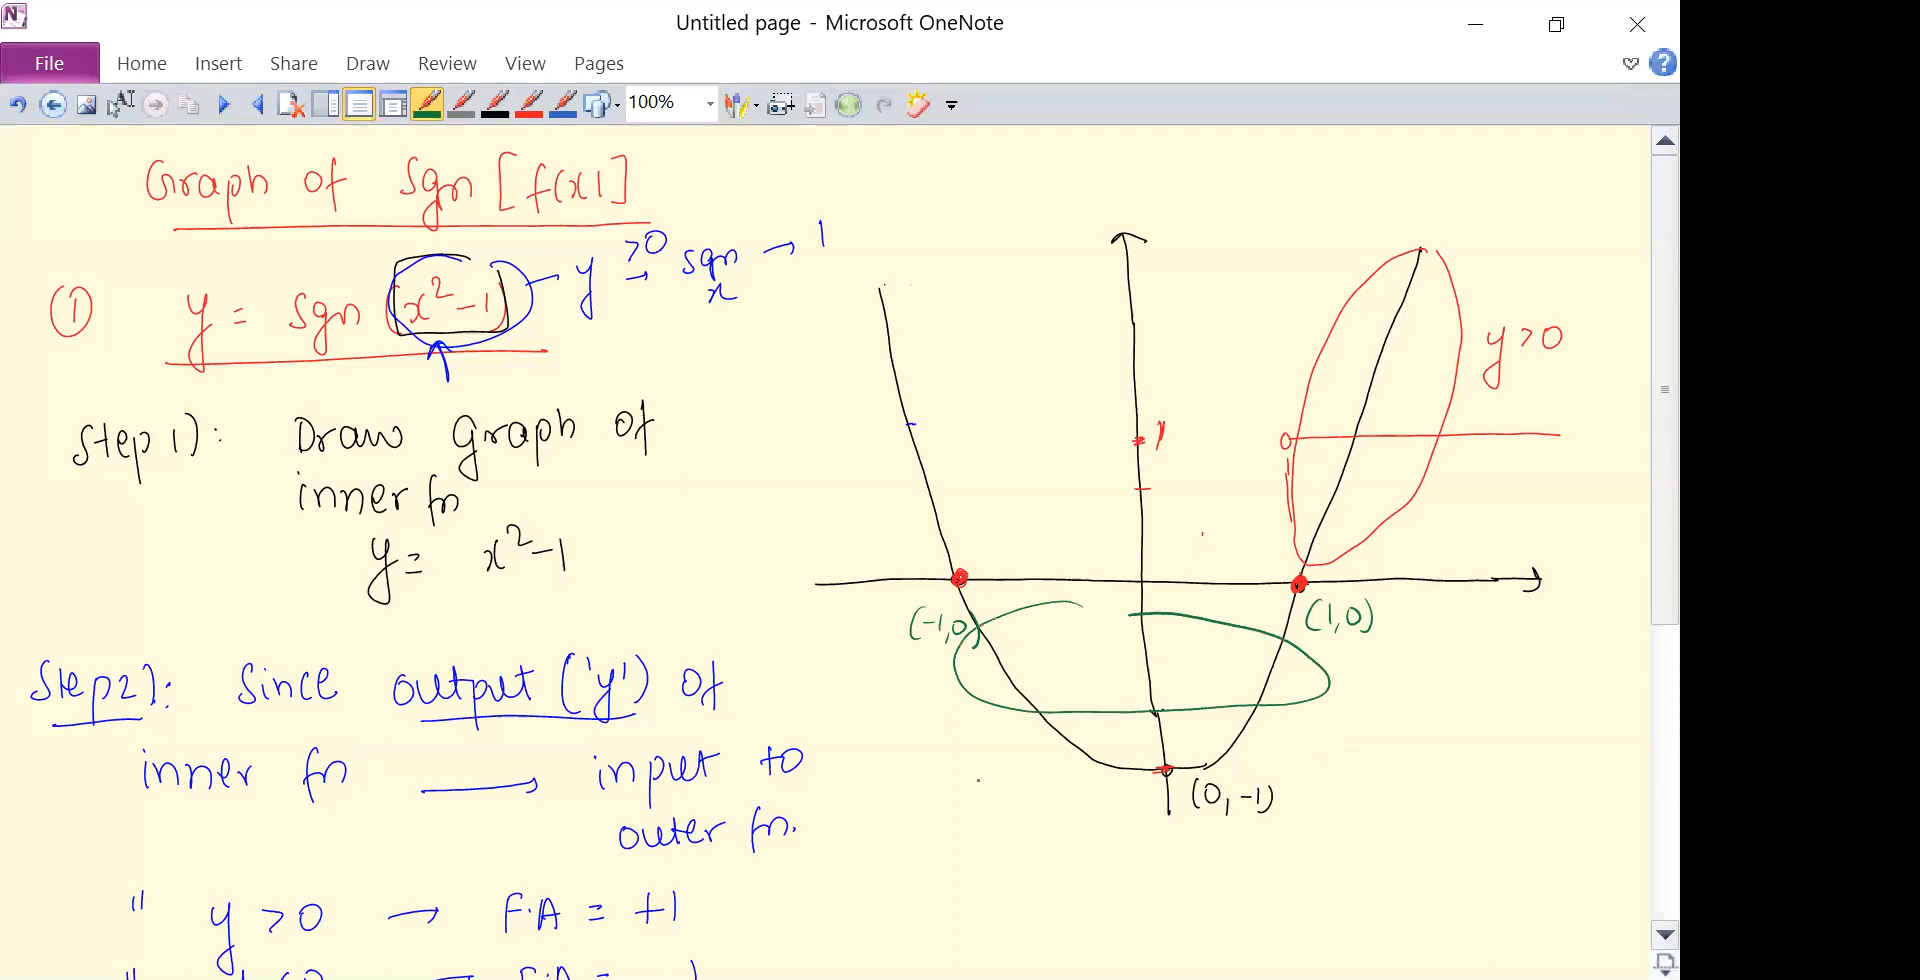 Untitled page - Microsoft OneNote
File Home Insert Share Draw Review View Pages
100%
Graph of Sgn [f(x)]
① y = sgn (x²-1) → y >0 → sgn x → 1
Step 1): Draw graph of
inner fn
y = x²-1
Step 2): Since output ('y') of
inner fn → input to
outer fn.
" y > 0 → F.A = +1
1
y > 0
(-1,0)
(1,0)
(0,-1)